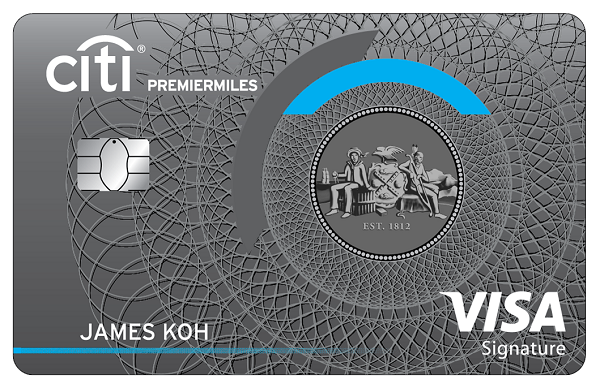 citi® PREMIERMILES
EST. 1812
JAMES KOH
VISA
Signature